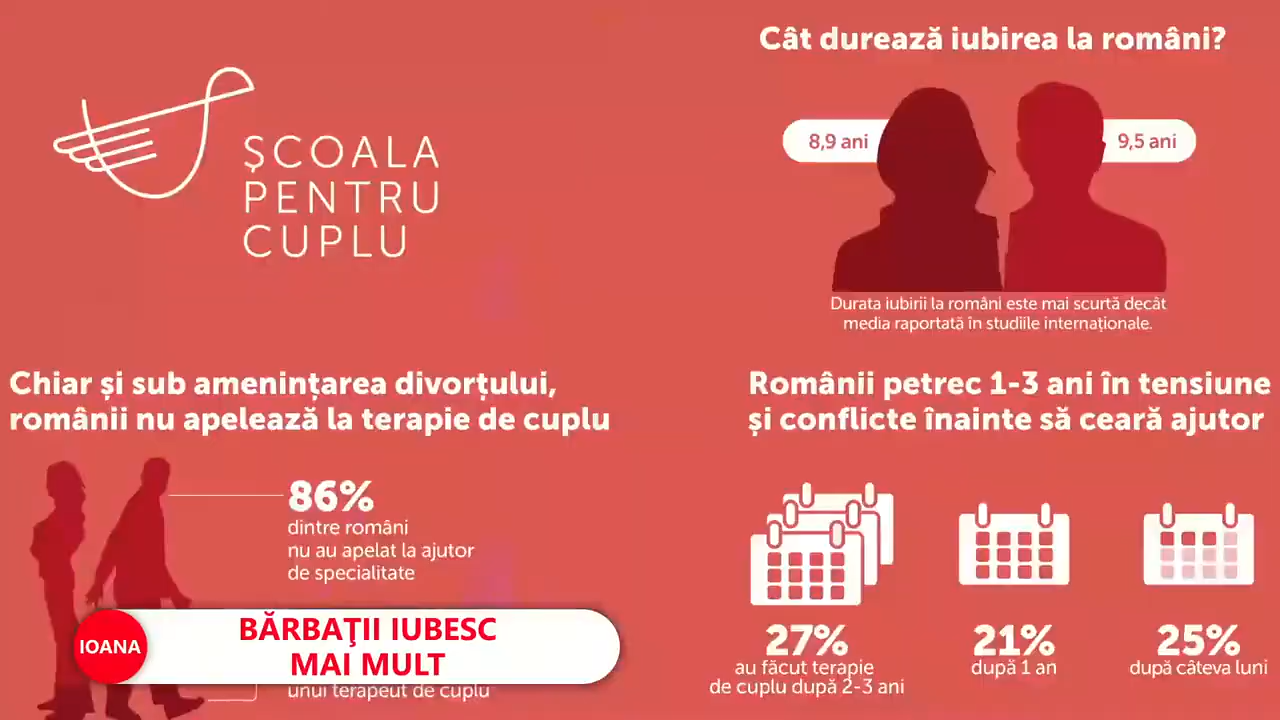 ȘCOALA
PENTRU
CUPLU
Cât durează iubirea la români?
8,9 ani
9,5 ani
Durata iubirii la români este mai scurtă decât
media raportată în studiile internaționale.
Chiar și sub amenințarea divorțului,
românii nu apelează la terapie de cuplu
86%
dintre români
nu au apelat la ajutor
de specialitate
unui terapeut de cuplu
IOANA
BĂRBAŢII IUBESC
MAI MULT
Românii petrec 1-3 ani în tensiune
și conflicte înainte să ceară ajutor
27%
au făcut terapie
de cuplu după 2-3 ani
21%
după 1 an
25%
după câteva luni